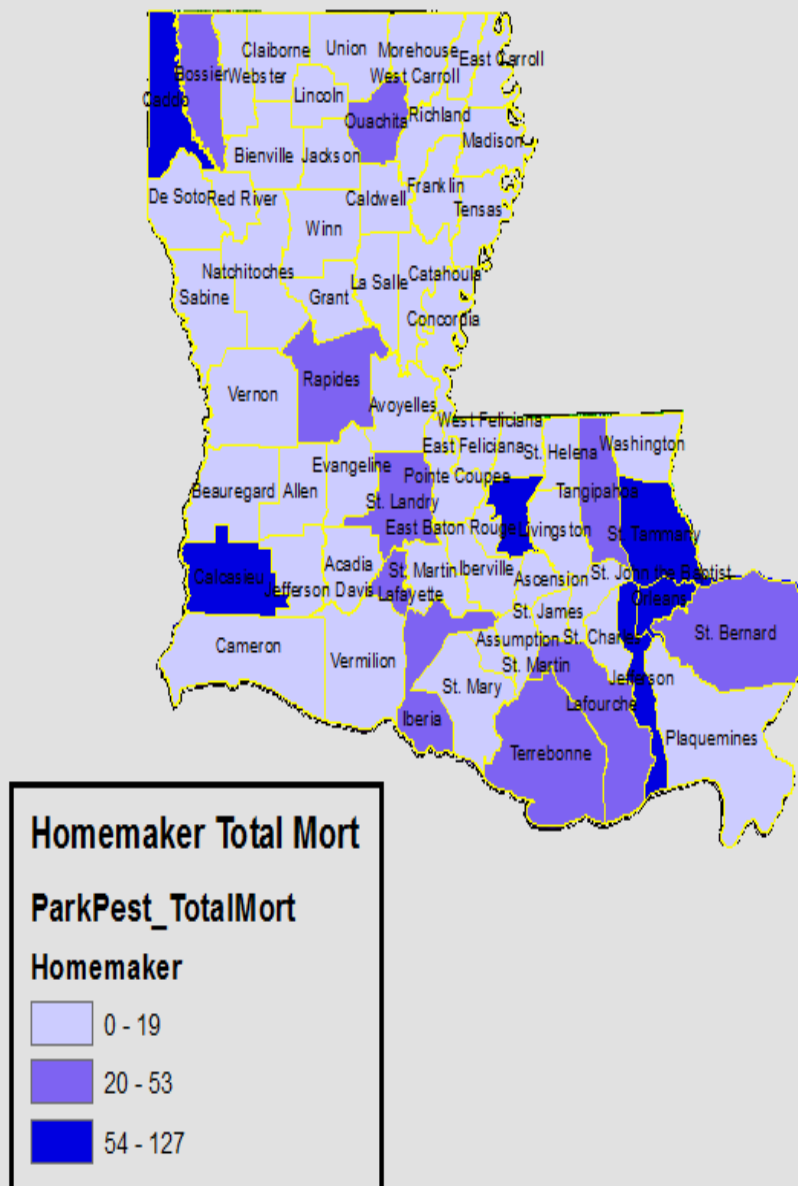 Claiborne
Union
Morehouse
East Carroll
Bossier
Webster
West Carroll
Caddo
Lincoln
Ouachita
Richland
Madison
Bienville
Jackson
De Soto
Red River
Caldwell
Franklin
Tensas
Winn
Natchitoches
La Salle
Catahoula
Sabine
Grant
Concordia
Rapides
Vernon
Avoyelles
West Feliciana
East Feliciana
St. Helena
Washington
Evangeline
Pointe Coupee
Beauregard
Allen
St. Landry
Tangipahoa
East Baton Rouge
Livingston
St. Tammany
Calcasieu
Acadia
St. Martin
Iberville
St. John the Baptist
Jefferson Davis
Lafayette
Ascension
Orleans
St. James
Cameron
Vermilion
Assumption
St. Charles
St. Bernard
St. Martin
St. Mary
Jefferson
Iberia
Lafourche
Terrebonne
Plaquemines
Homemaker Total Mort
ParkPest_TotalMort
Homemaker
0 - 19
20 - 53
54 - 127